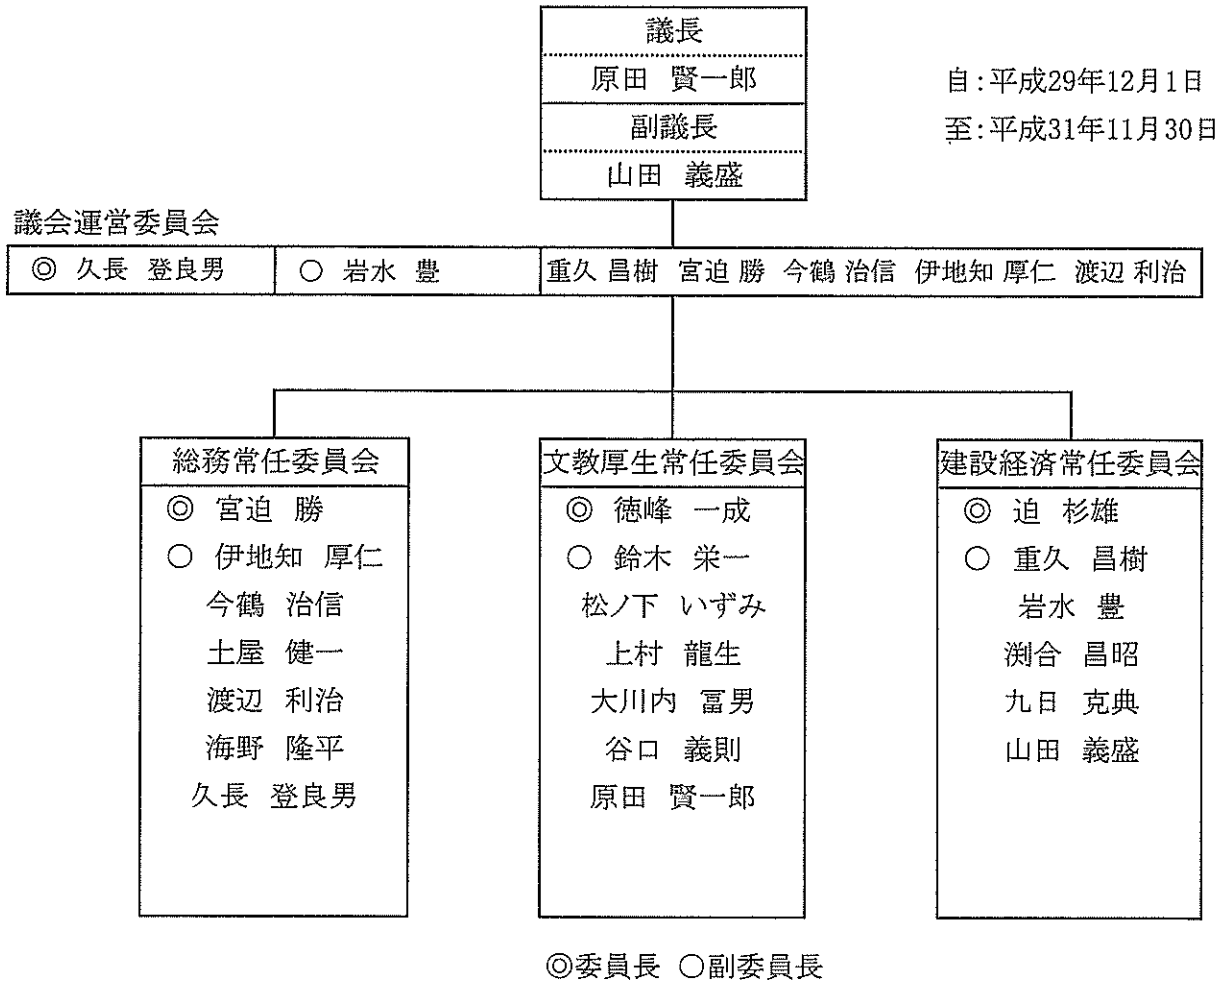 議長
原田 賢一郎
副議長
山田 義盛
自:平成29年12月1日
至:平成31年11月30日
議会運営委員会
◎ 久長 登良男
○ 岩水 豊
重久 昌樹 宮迫 勝 今鶴 治信 伊地知 厚仁 渡辺 利治
総務常任委員会
◎ 宮迫 勝
○ 伊地知 厚仁
今鶴 治信
土屋 健一
渡辺 利治
海野 隆平
久長 登良男
文教厚生常任委員会
◎ 徳峰 一成
○ 鈴木 栄一
松ノ下 いずみ
上村 龍生
大川内 冨男
谷口 義則
原田 賢一郎
建設経済常任委員会
◎ 迫 杉雄
○ 重久 昌樹
岩水 豊
渕合 昌昭
九日 克典
山田 義盛
◎委員長 ○副委員長